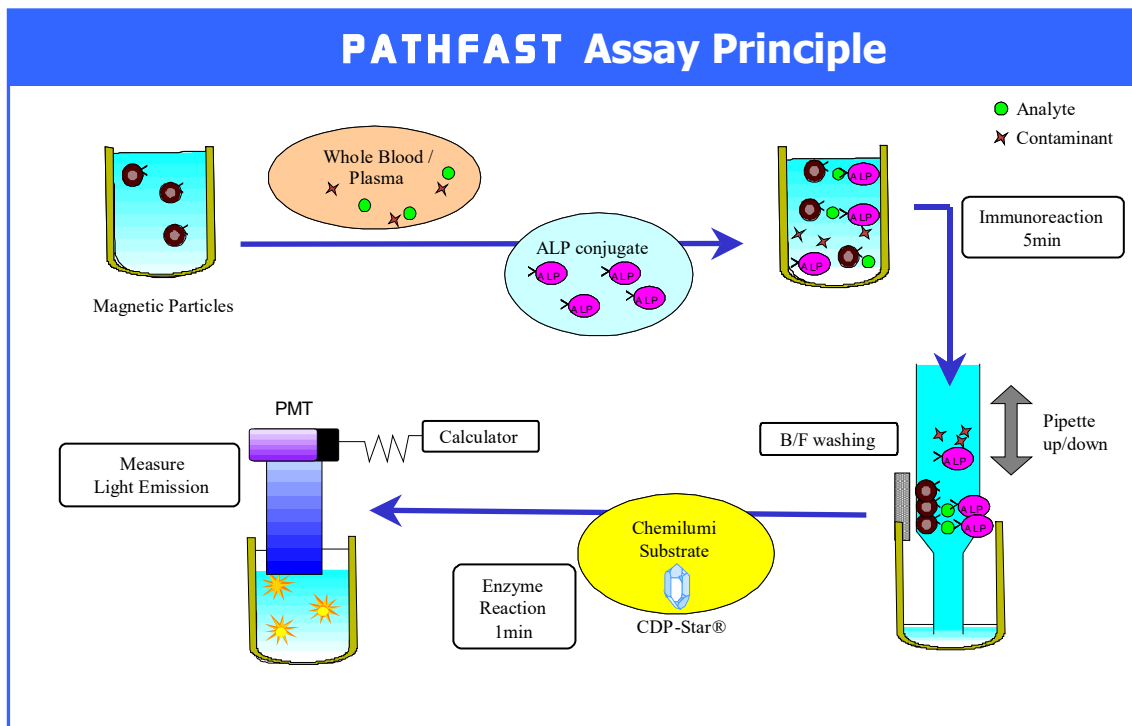 PATHFAST Assay Principle
Analyte
Contaminant
Whole Blood /
Plasma
Magnetic Particles
ALP conjugate
ALP
ALP
ALP
ALP
ALP
ALP
ALP
Immunoreaction
5min
Pipette
up/down
B/F washing
ALP
ALP
ALP
Chemilumi
Substrate
CDP-Star®
Enzyme
Reaction
1min
PMT
Calculator
Measure
Light Emission